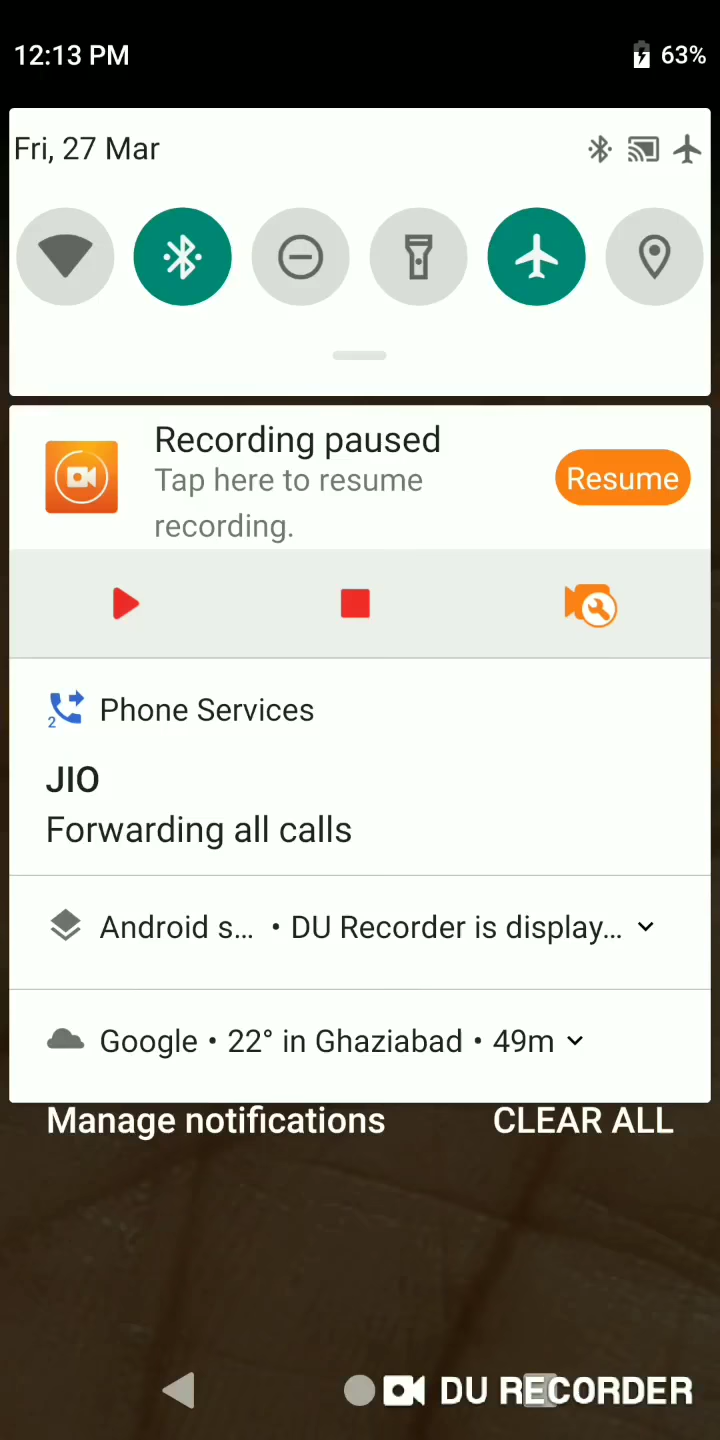 12:13 PM 63%
Fri, 27 Mar
Recording paused
Tap here to resume
recording.
Resume
2 Phone Services
JIO
Forwarding all calls
Android s... • DU Recorder is display...
Google • 22° in Ghaziabad • 49m
Manage notifications CLEAR ALL
DU RECORDER